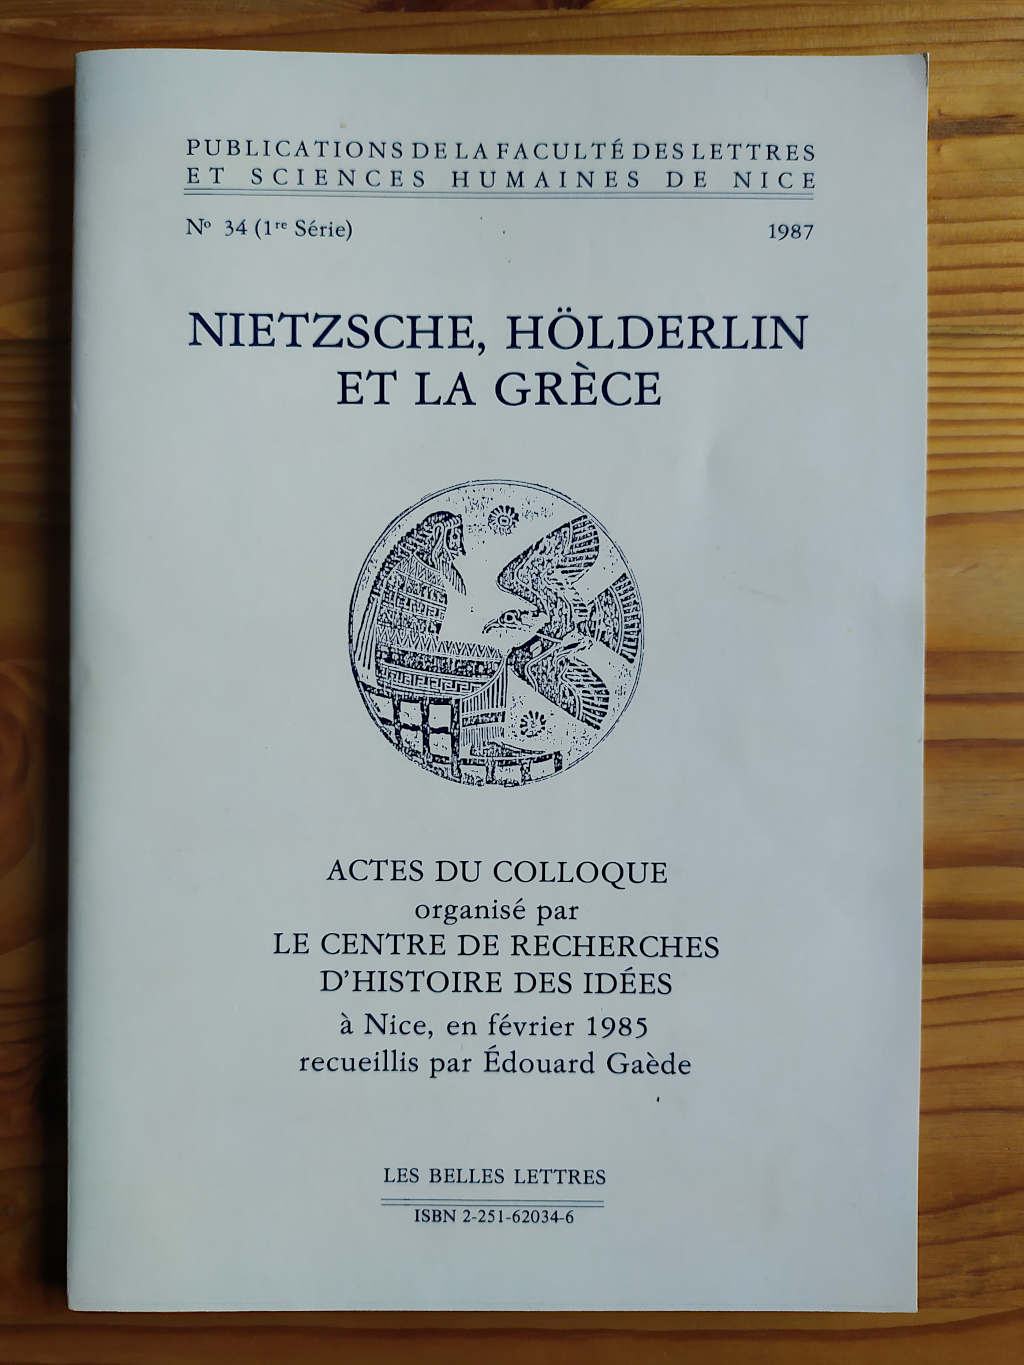 PUBLICATIONS DE LA FACULTÉ DES LETTRES
ET SCIENCES HUMAINES DE NICE
Nº 34 (1re Série) 1987
NIETZSCHE, HÖLDERLIN
ET LA GRÈCE
ACTES DU COLLOQUE
organisé par
LE CENTRE DE RECHERCHES
D'HISTOIRE DES IDÉES
à Nice, en février 1985
recueillis par Édouard Gaède
LES BELLES LETTRES
ISBN 2-251-62034-6